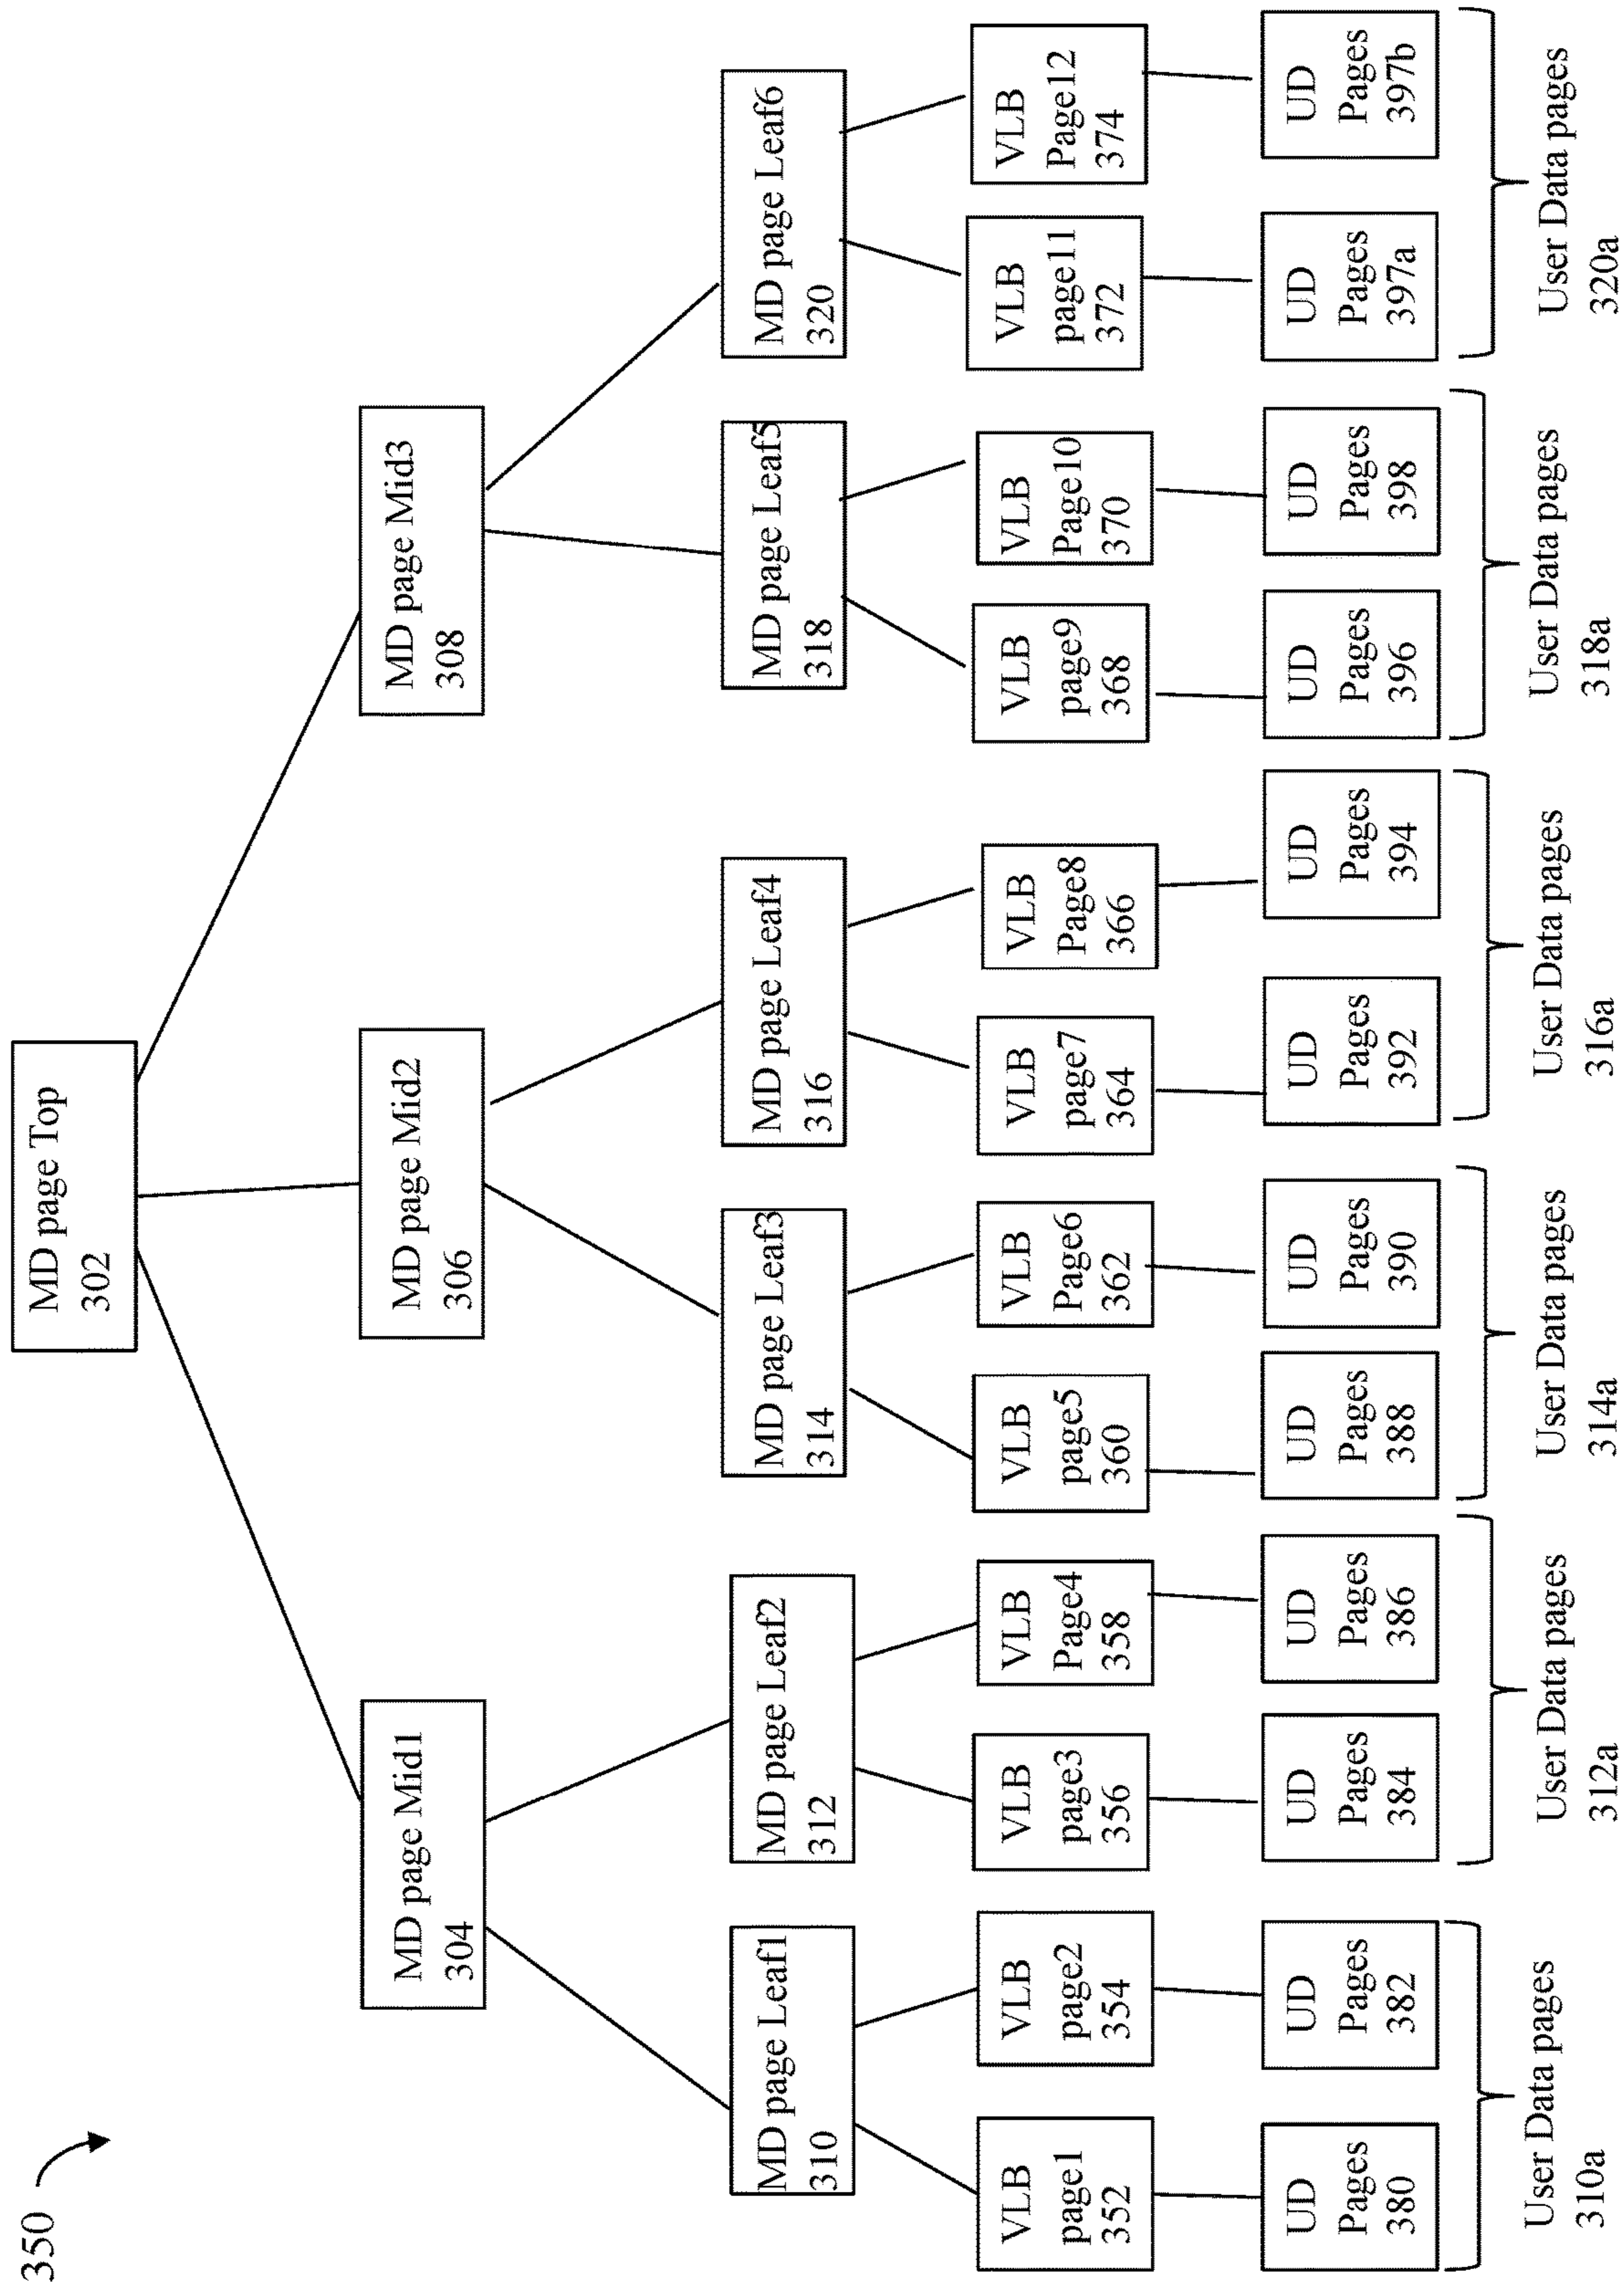 350
MD page Top
302
MD page Mid1
304
MD page Mid2
306
MD page Mid3
308
MD page Leaf1
310
MD page Leaf2
312
MD page Leaf3
314
MD page Leaf4
316
MD page Leaf5
318
MD page Leaf6
320
VLB
page1
352
VLB
page2
354
VLB
page3
356
VLB
Page4
358
VLB
page5
360
VLB
Page6
362
VLB
page7
364
VLB
Page8
366
VLB
page9
368
VLB
Page10
370
VLB
page11
372
VLB
Page12
374
UD
Pages
380
UD
Pages
382
UD
Pages
384
UD
Pages
386
UD
Pages
388
UD
Pages
390
UD
Pages
392
UD
Pages
394
UD
Pages
396
UD
Pages
398
UD
Pages
397a
UD
Pages
397b
User Data pages
310a
User Data pages
312a
User Data pages
314a
User Data pages
316a
User Data pages
318a
User Data pages
320a